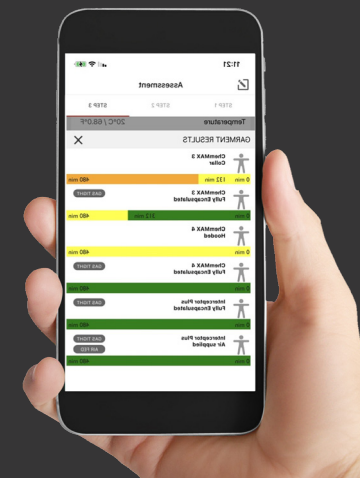 11:21
Assessment
STEP 1 STEP 2 STEP 3
Temperature 20°C / 68.0°F
GARMENT RESULTS
ChemMAX 3
Collar
0 min 132 min 480 min
ChemMAX 3 GAS TIGHT
Fully Encapsulated
0 min 312 min 480 min
ChemMAX 4
Hooded
0 min 480 min
ChemMAX 4 GAS TIGHT
Fully Encapsulated
0 min 480 min
Interceptor Plus GAS TIGHT
Fully Encapsulated
0 min 480 min
Interceptor Plus GAS TIGHT
Air supplied AIR FED
0 min 480 min